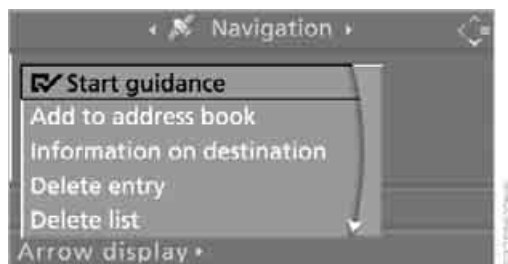 Navigation
Start guidance
Add to address book
Information on destination
Delete entry
Delete list
Arrow display